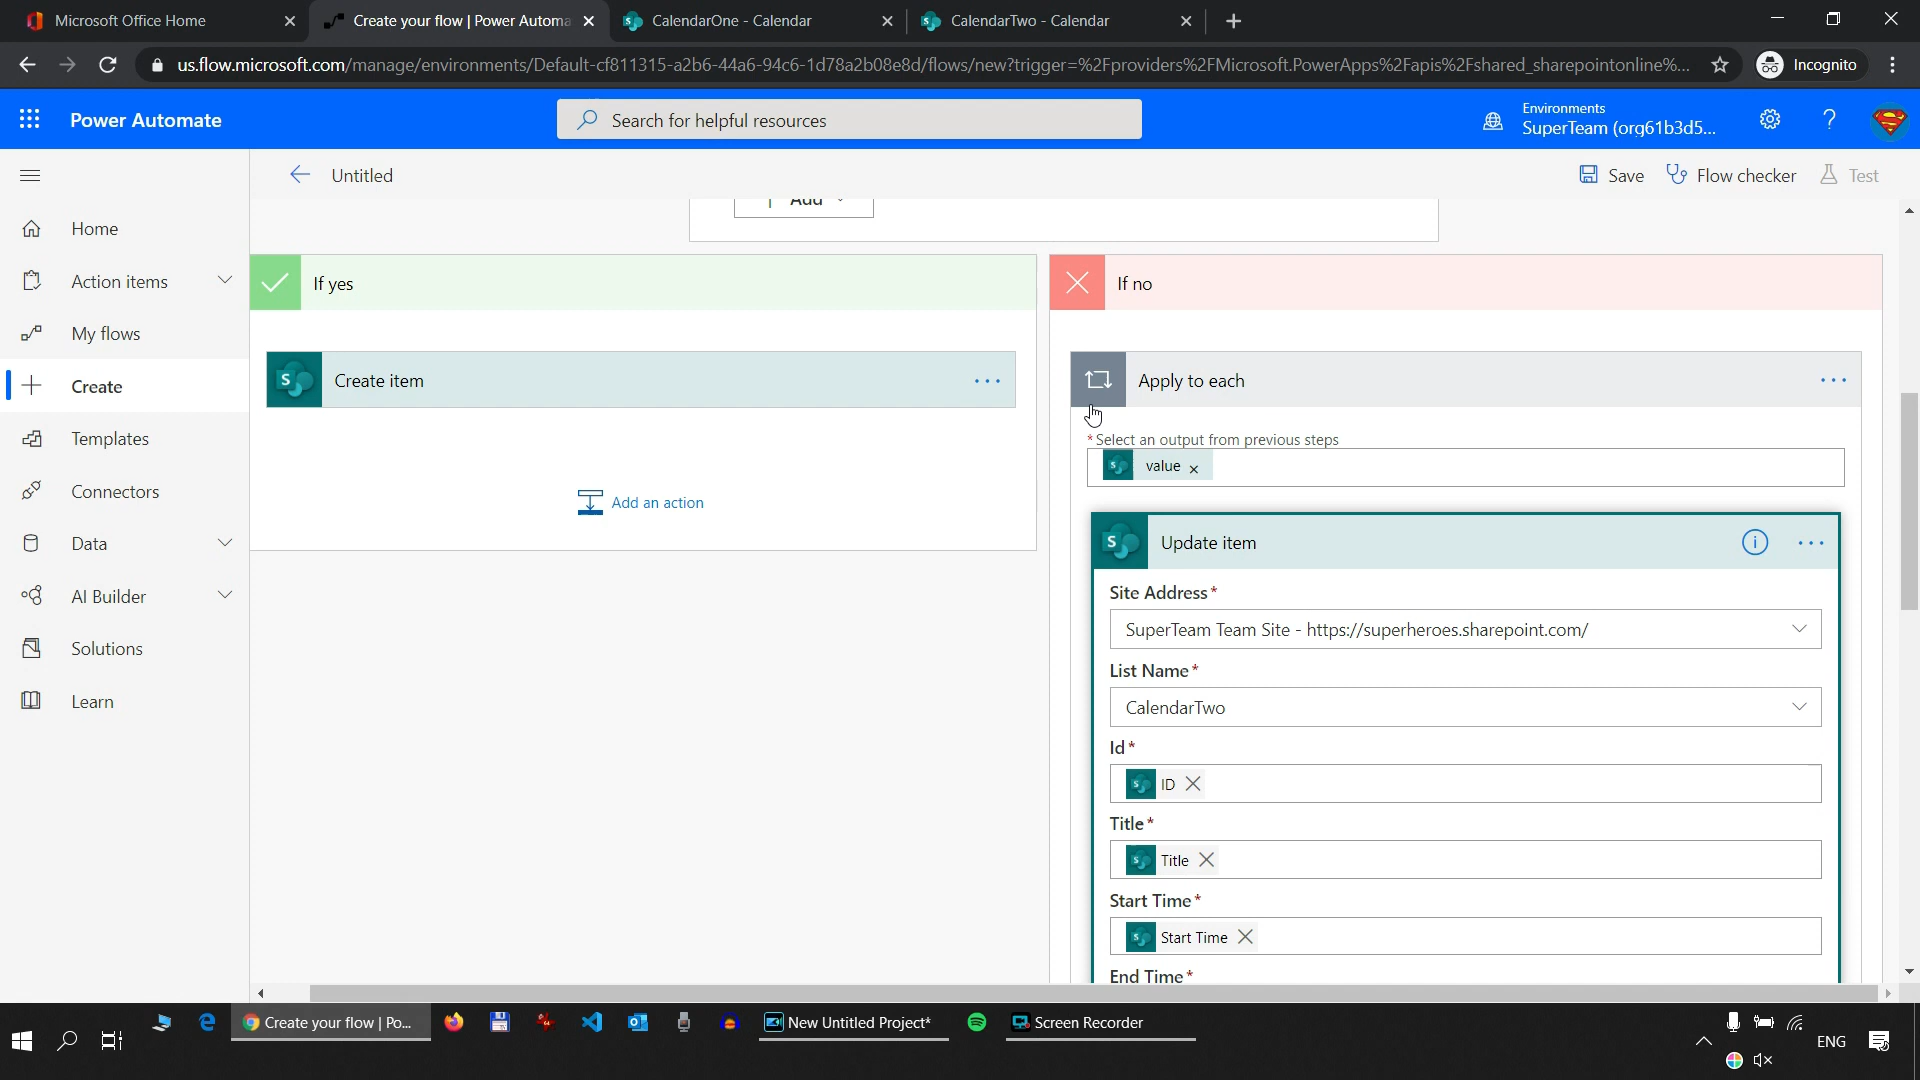 Microsoft Office Home
Create your flow | Power Automa
CalendarOne - Calendar
CalendarTwo - Calendar
us.flow.microsoft.com/manage/environments/Default-cf811315-a2b6-44a6-94c6-1d78a2b08e8d/flows/new?trigger=%2Fproviders%2FMicrosoft.PowerApps%2Fapis%2Fshared_sharepointonline%...
Incognito
Power Automate
Search for helpful resources
Environments
SuperTeam (org61b3d5...
Untitled
Save
Flow checker
Test
Home
Action items
My flows
Create
Templates
Connectors
Data
AI Builder
Solutions
Learn
Add
If yes
Create item
Add an action
If no
Apply to each
* Select an output from previous steps
value
Update item
Site Address *
SuperTeam Team Site - https://superheroes.sharepoint.com/
List Name *
CalendarTwo
Id *
ID
Title *
Title
Start Time *
Start Time
End Time *
Create your flow | Po...
New Untitled Project*
Screen Recorder
ENG